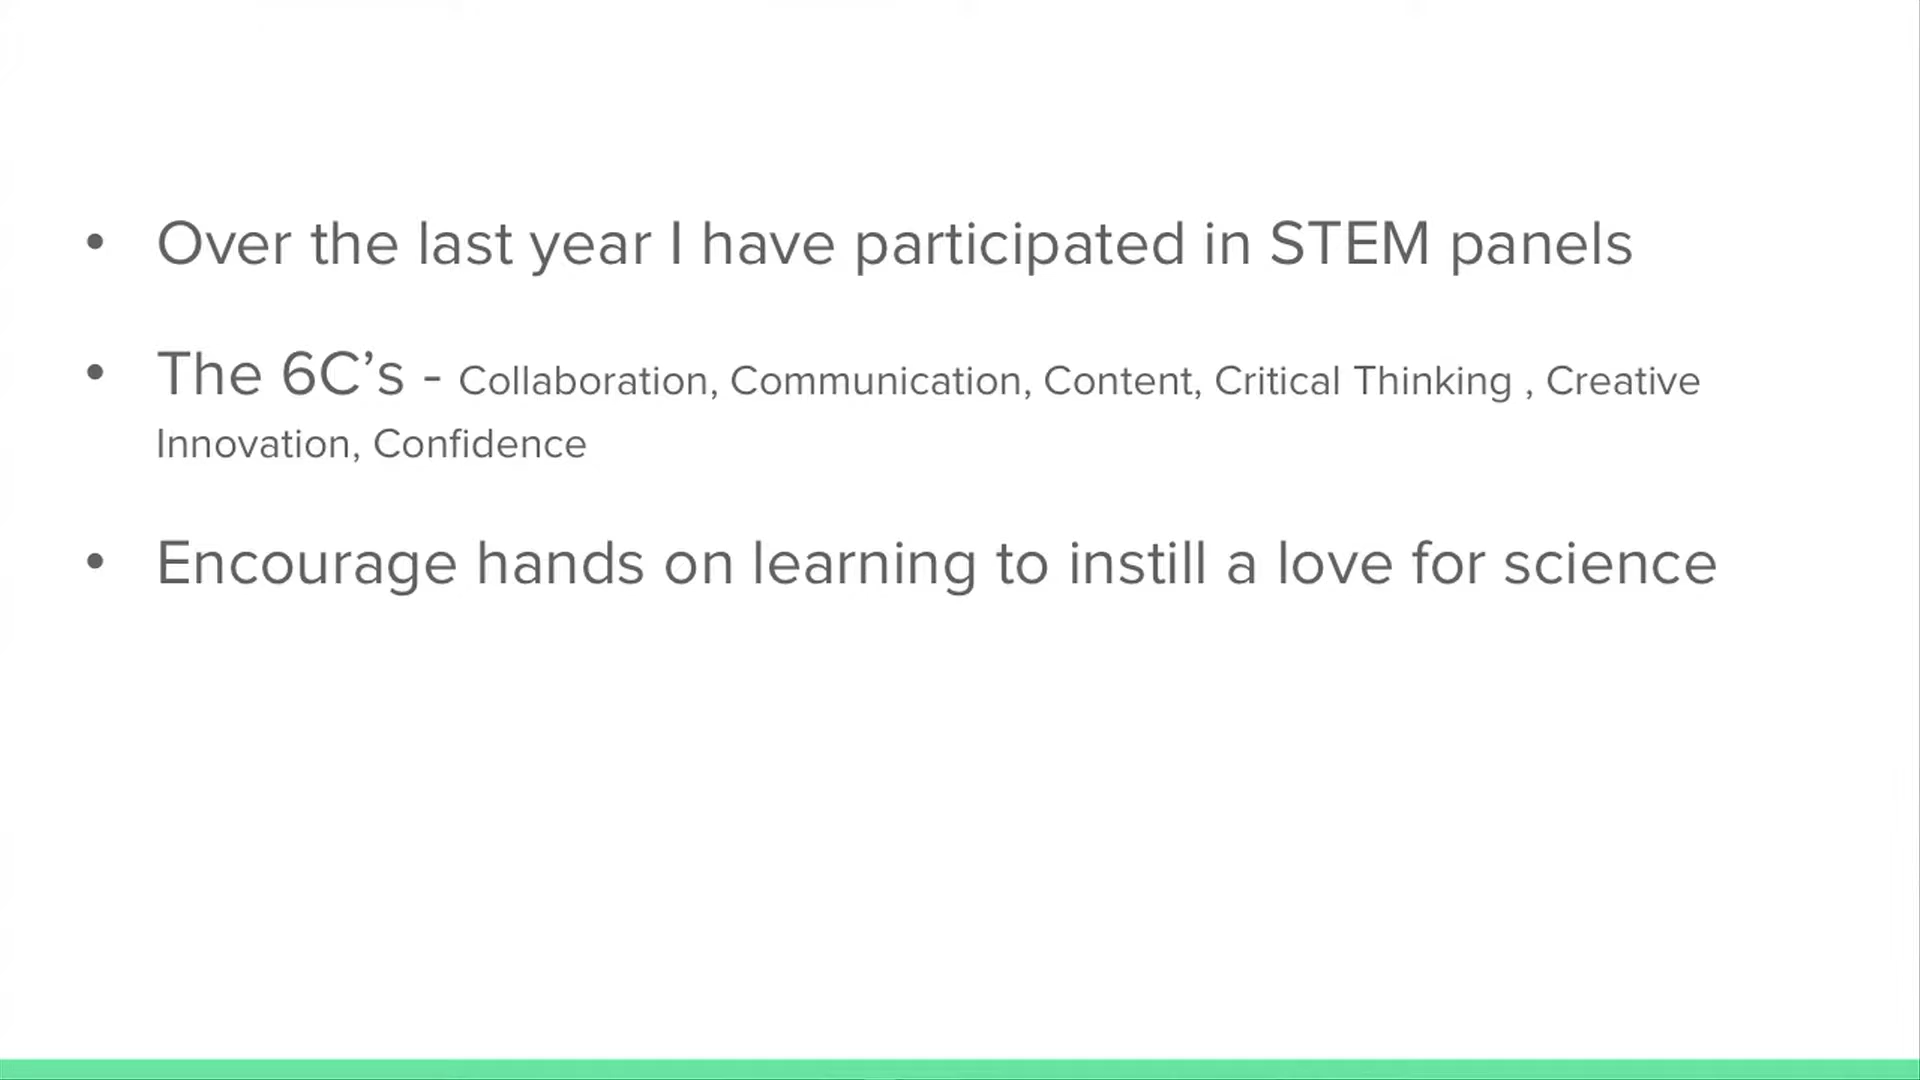 • Over the last year I have participated in STEM panels
• The 6C’s - Collaboration, Communication, Content, Critical Thinking , Creative
Innovation, Confidence
• Encourage hands on learning to instill a love for science